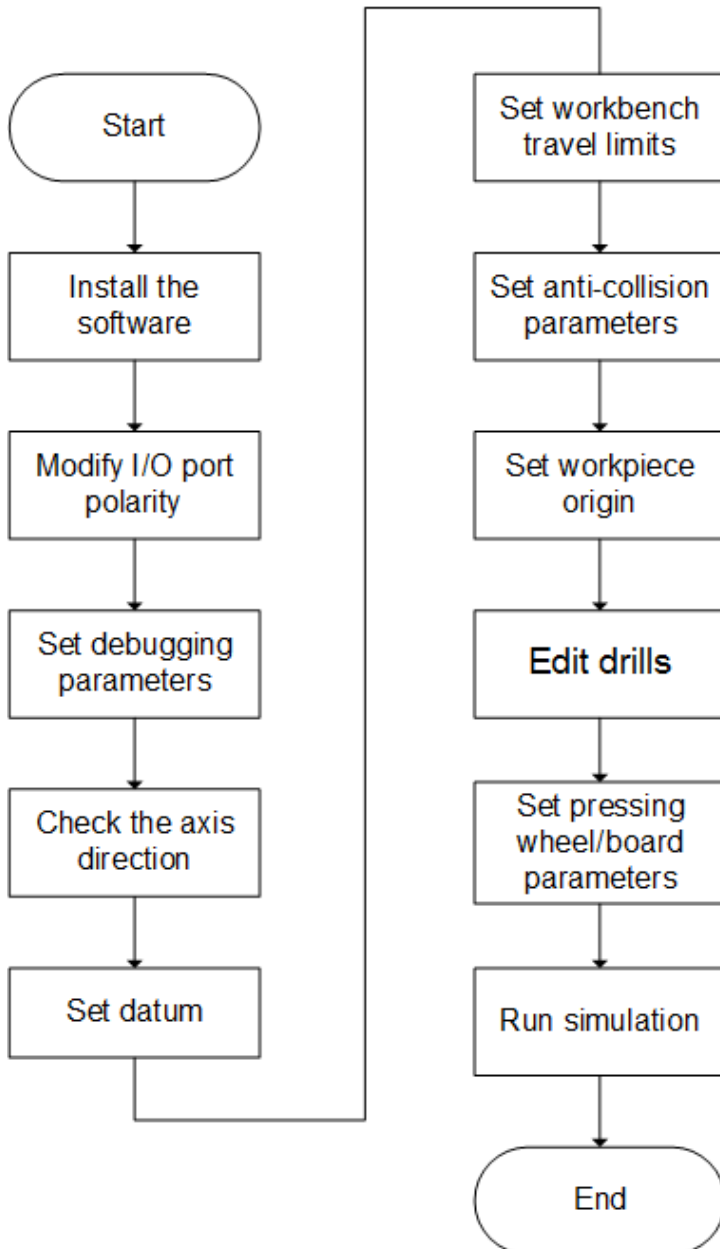 Start
Install the
software
Modify I/O port
polarity
Set debugging
parameters
Check the axis
direction
Set datum
Set workbench
travel limits
Set anti-collision
parameters
Set workpiece
origin
Edit drills
Set pressing
wheel/board
parameters
Run simulation
End